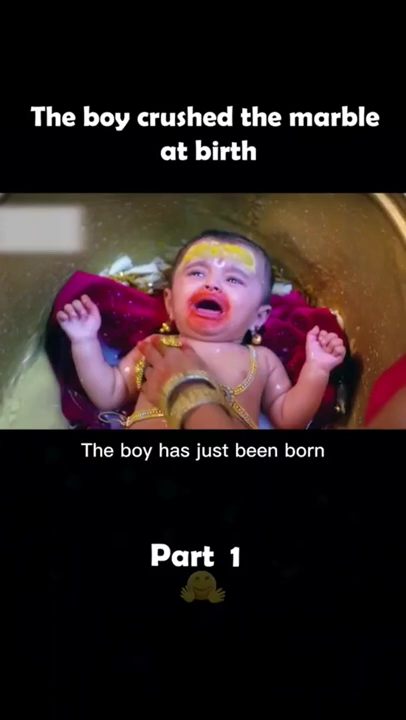 The boy crushed the marble
at birth
The boy has just been born
Part 1